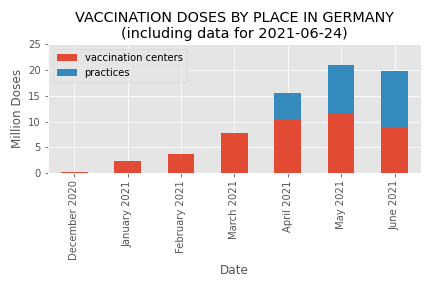 VACCINATION DOSES BY PLACE IN GERMANY
(including data for 2021-06-24)
25
20
15
10
5
0
Million Doses
vaccination centers
practices
December 2020
January 2021
February 2021
March 2021
April 2021
May 2021
June 2021
Date